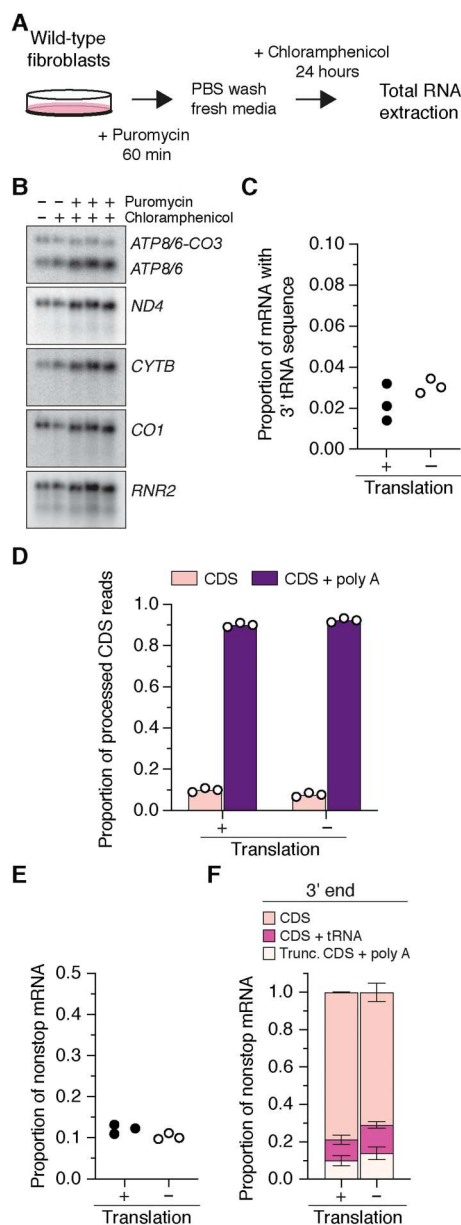 A
Wild-type
fibroblasts
+ Puromycin
60 min
PBS wash
fresh media
+ Chloramphenicol
24 hours
Total RNA
extraction
B
− − + + + Puromycin
− + + + + Chloramphenicol
ATP8/6-CO3
ATP8/6
ND4
CYTB
CO1
RNR2
C
Proportion of mRNA with
3' tRNA sequence
0.10
0.08
0.06
0.04
0.02
0.00
+ −
Translation
D
CDS CDS + poly A
Proportion of processed CDS reads
1.0
0.8
0.6
0.4
0.2
0.0
+ −
Translation
E
Proportion of nonstop mRNA
0.5
0.4
0.3
0.2
0.1
0.0
+ −
Translation
F
3' end
CDS
CDS + tRNA
Trunc. CDS + poly A
Proportion of nonstop mRNA
1.0
0.8
0.6
0.4
0.2
0.0
+ −
Translation